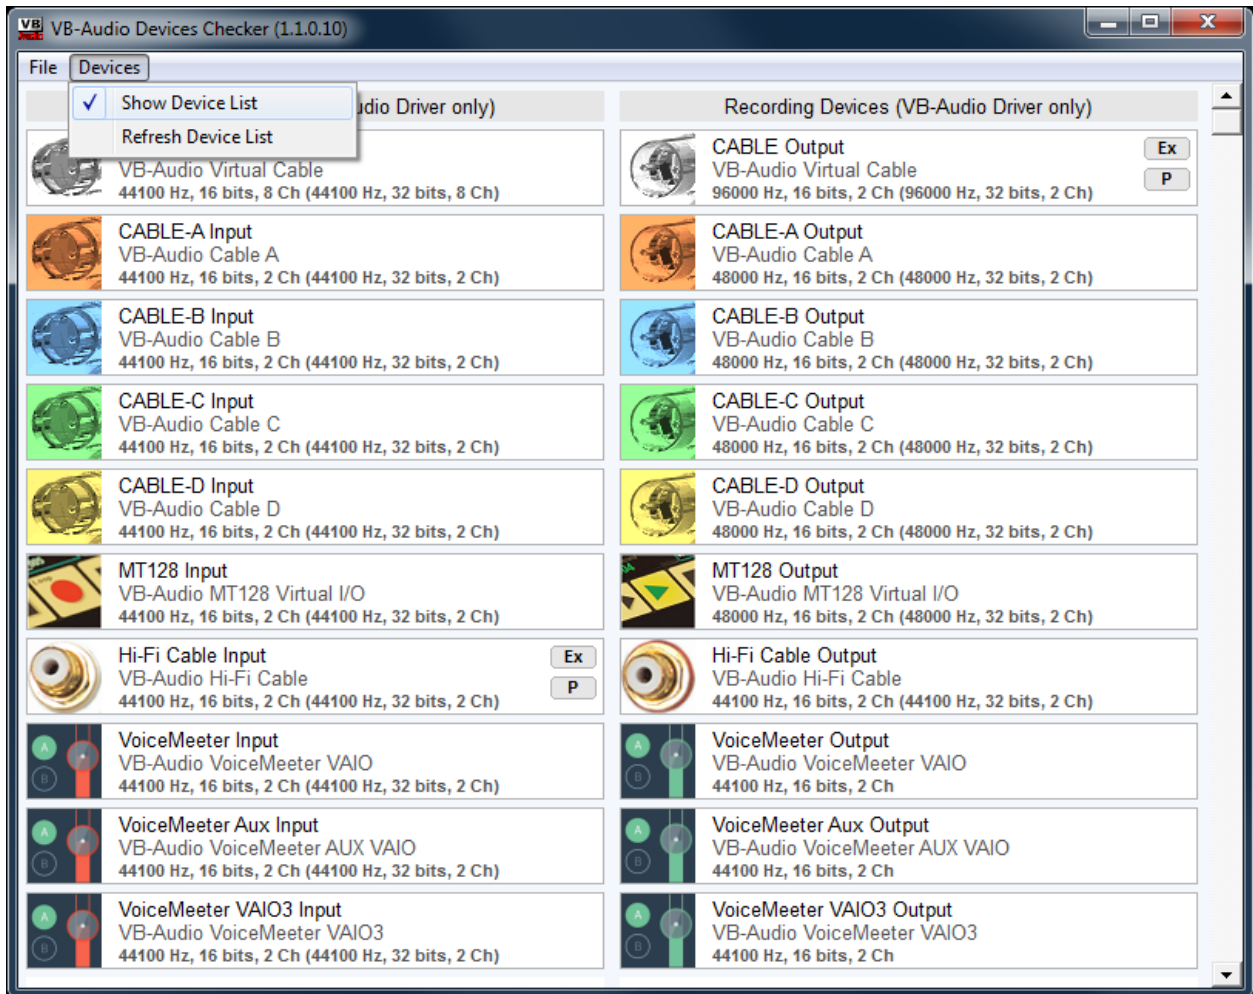 VB-Audio Devices Checker (1.1.0.10)
File Devices
Show Device List
Refresh Device List
udio Driver only)
VB-Audio Virtual Cable
44100 Hz, 16 bits, 8 Ch (44100 Hz, 32 bits, 8 Ch)
CABLE-A Input
VB-Audio Cable A
44100 Hz, 16 bits, 2 Ch (44100 Hz, 32 bits, 2 Ch)
CABLE-B Input
VB-Audio Cable B
44100 Hz, 16 bits, 2 Ch (44100 Hz, 32 bits, 2 Ch)
CABLE-C Input
VB-Audio Cable C
44100 Hz, 16 bits, 2 Ch (44100 Hz, 32 bits, 2 Ch)
CABLE-D Input
VB-Audio Cable D
44100 Hz, 16 bits, 2 Ch (44100 Hz, 32 bits, 2 Ch)
MT128 Input
VB-Audio MT128 Virtual I/O
44100 Hz, 16 bits, 2 Ch (44100 Hz, 32 bits, 2 Ch)
Hi-Fi Cable Input
Ex
VB-Audio Hi-Fi Cable
P
44100 Hz, 16 bits, 2 Ch (44100 Hz, 32 bits, 2 Ch)
VoiceMeeter Input
VB-Audio VoiceMeeter VAIO
44100 Hz, 16 bits, 2 Ch (44100 Hz, 32 bits, 2 Ch)
VoiceMeeter Aux Input
VB-Audio VoiceMeeter AUX VAIO
44100 Hz, 16 bits, 2 Ch (44100 Hz, 32 bits, 2 Ch)
VoiceMeeter VAIO3 Input
VB-Audio VoiceMeeter VAIO3
44100 Hz, 16 bits, 2 Ch (44100 Hz, 32 bits, 2 Ch)
Recording Devices (VB-Audio Driver only)
CABLE Output
Ex
VB-Audio Virtual Cable
P
96000 Hz, 16 bits, 2 Ch (96000 Hz, 32 bits, 2 Ch)
CABLE-A Output
VB-Audio Cable A
48000 Hz, 16 bits, 2 Ch (48000 Hz, 32 bits, 2 Ch)
CABLE-B Output
VB-Audio Cable B
48000 Hz, 16 bits, 2 Ch (48000 Hz, 32 bits, 2 Ch)
CABLE-C Output
VB-Audio Cable C
48000 Hz, 16 bits, 2 Ch (48000 Hz, 32 bits, 2 Ch)
CABLE-D Output
VB-Audio Cable D
48000 Hz, 16 bits, 2 Ch (48000 Hz, 32 bits, 2 Ch)
MT128 Output
VB-Audio MT128 Virtual I/O
48000 Hz, 16 bits, 2 Ch (48000 Hz, 32 bits, 2 Ch)
Hi-Fi Cable Output
VB-Audio Hi-Fi Cable
44100 Hz, 16 bits, 2 Ch (44100 Hz, 32 bits, 2 Ch)
VoiceMeeter Output
VB-Audio VoiceMeeter VAIO
44100 Hz, 16 bits, 2 Ch
VoiceMeeter Aux Output
VB-Audio VoiceMeeter AUX VAIO
44100 Hz, 16 bits, 2 Ch
VoiceMeeter VAIO3 Output
VB-Audio VoiceMeeter VAIO3
44100 Hz, 16 bits, 2 Ch